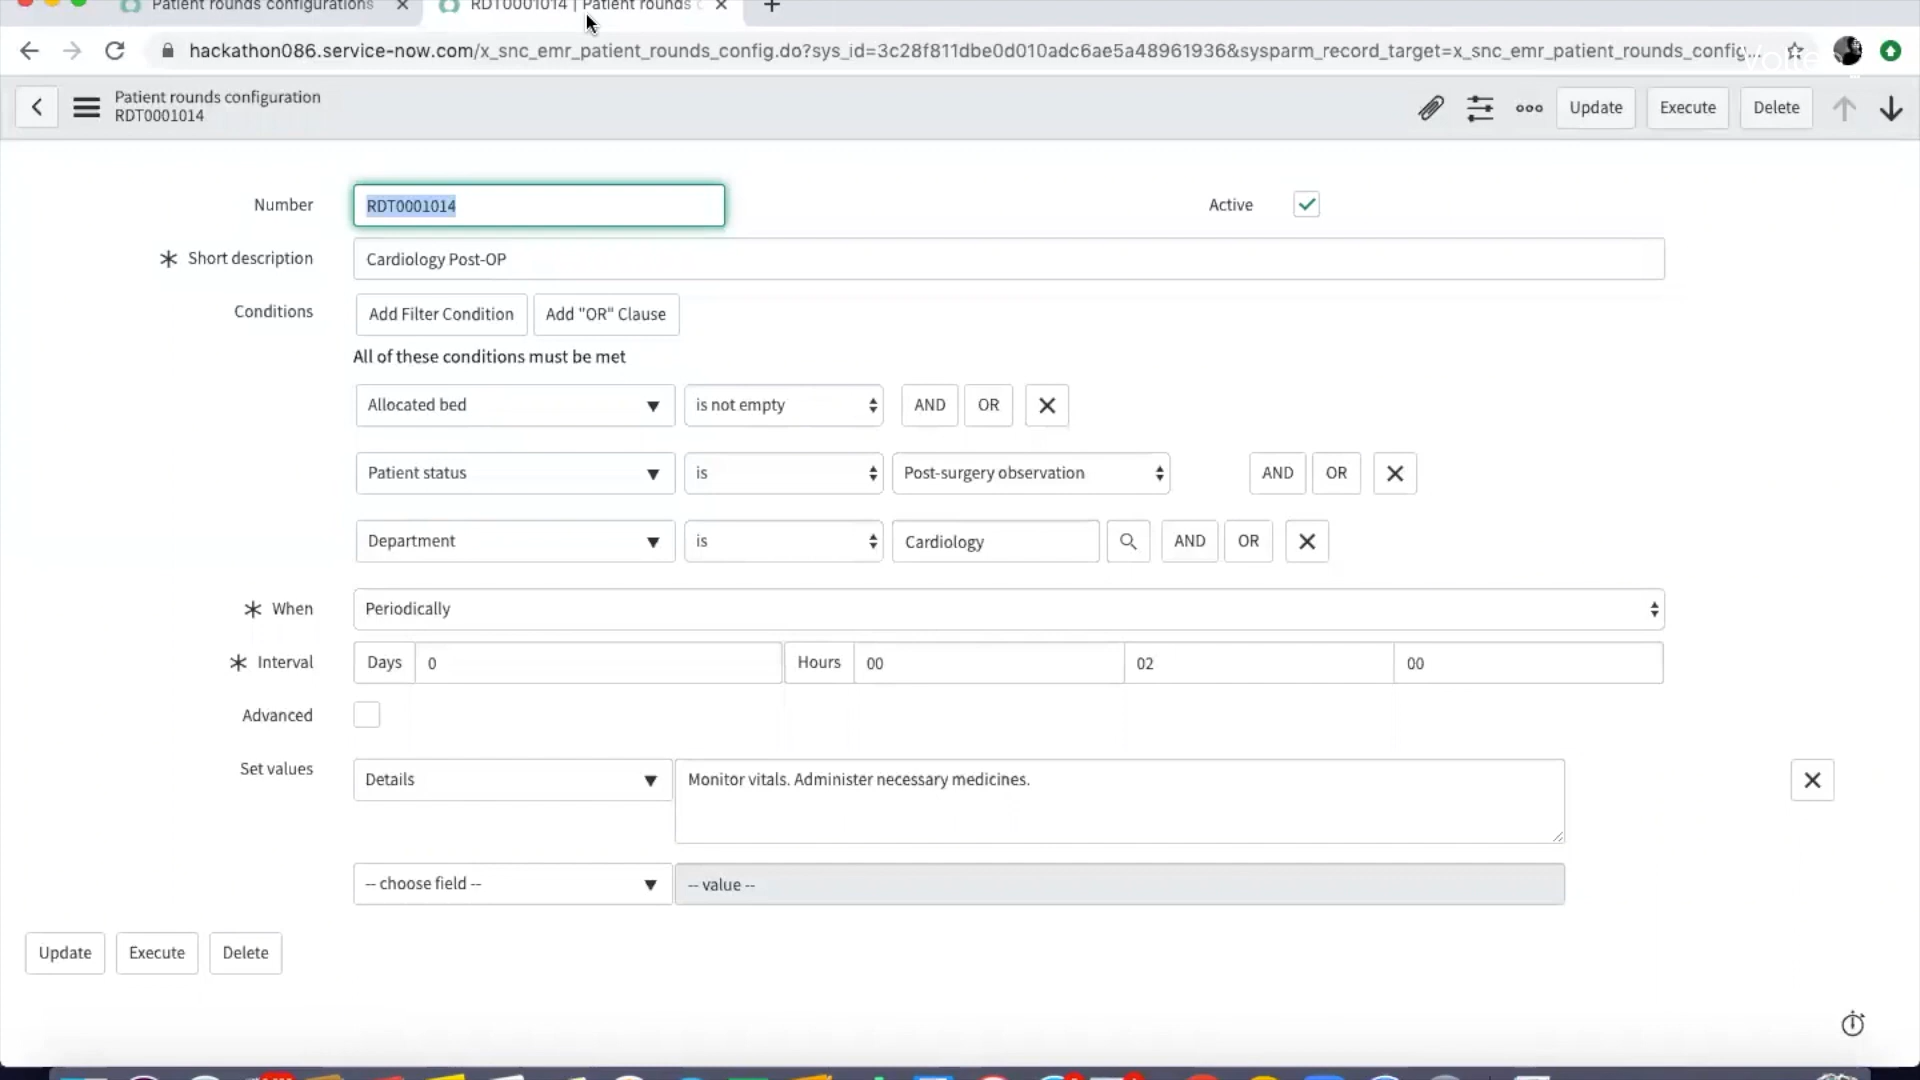 Patient rounds configurations
RDT0001014 | Patient rounds c
hackathon086.service-now.com/x_snc_emr_patient_rounds_config.do?sys_id=3c28f811dbe0d010adc6ae5a48961936&sysparm_record_target=x_snc_emr_patient_rounds_config...
Patient rounds configuration
RDT0001014
Update Execute Delete
Number RDT0001014 Active
* Short description Cardiology Post-OP
Conditions Add Filter Condition Add "OR" Clause
All of these conditions must be met
Allocated bed is not empty AND OR
Patient status is Post-surgery observation AND OR
Department is Cardiology AND OR
* When Periodically
* Interval Days 0 Hours 00 02 00
Advanced
Set values Details Monitor vitals. Administer necessary medicines.
-- choose field -- -- value --
Update Execute Delete